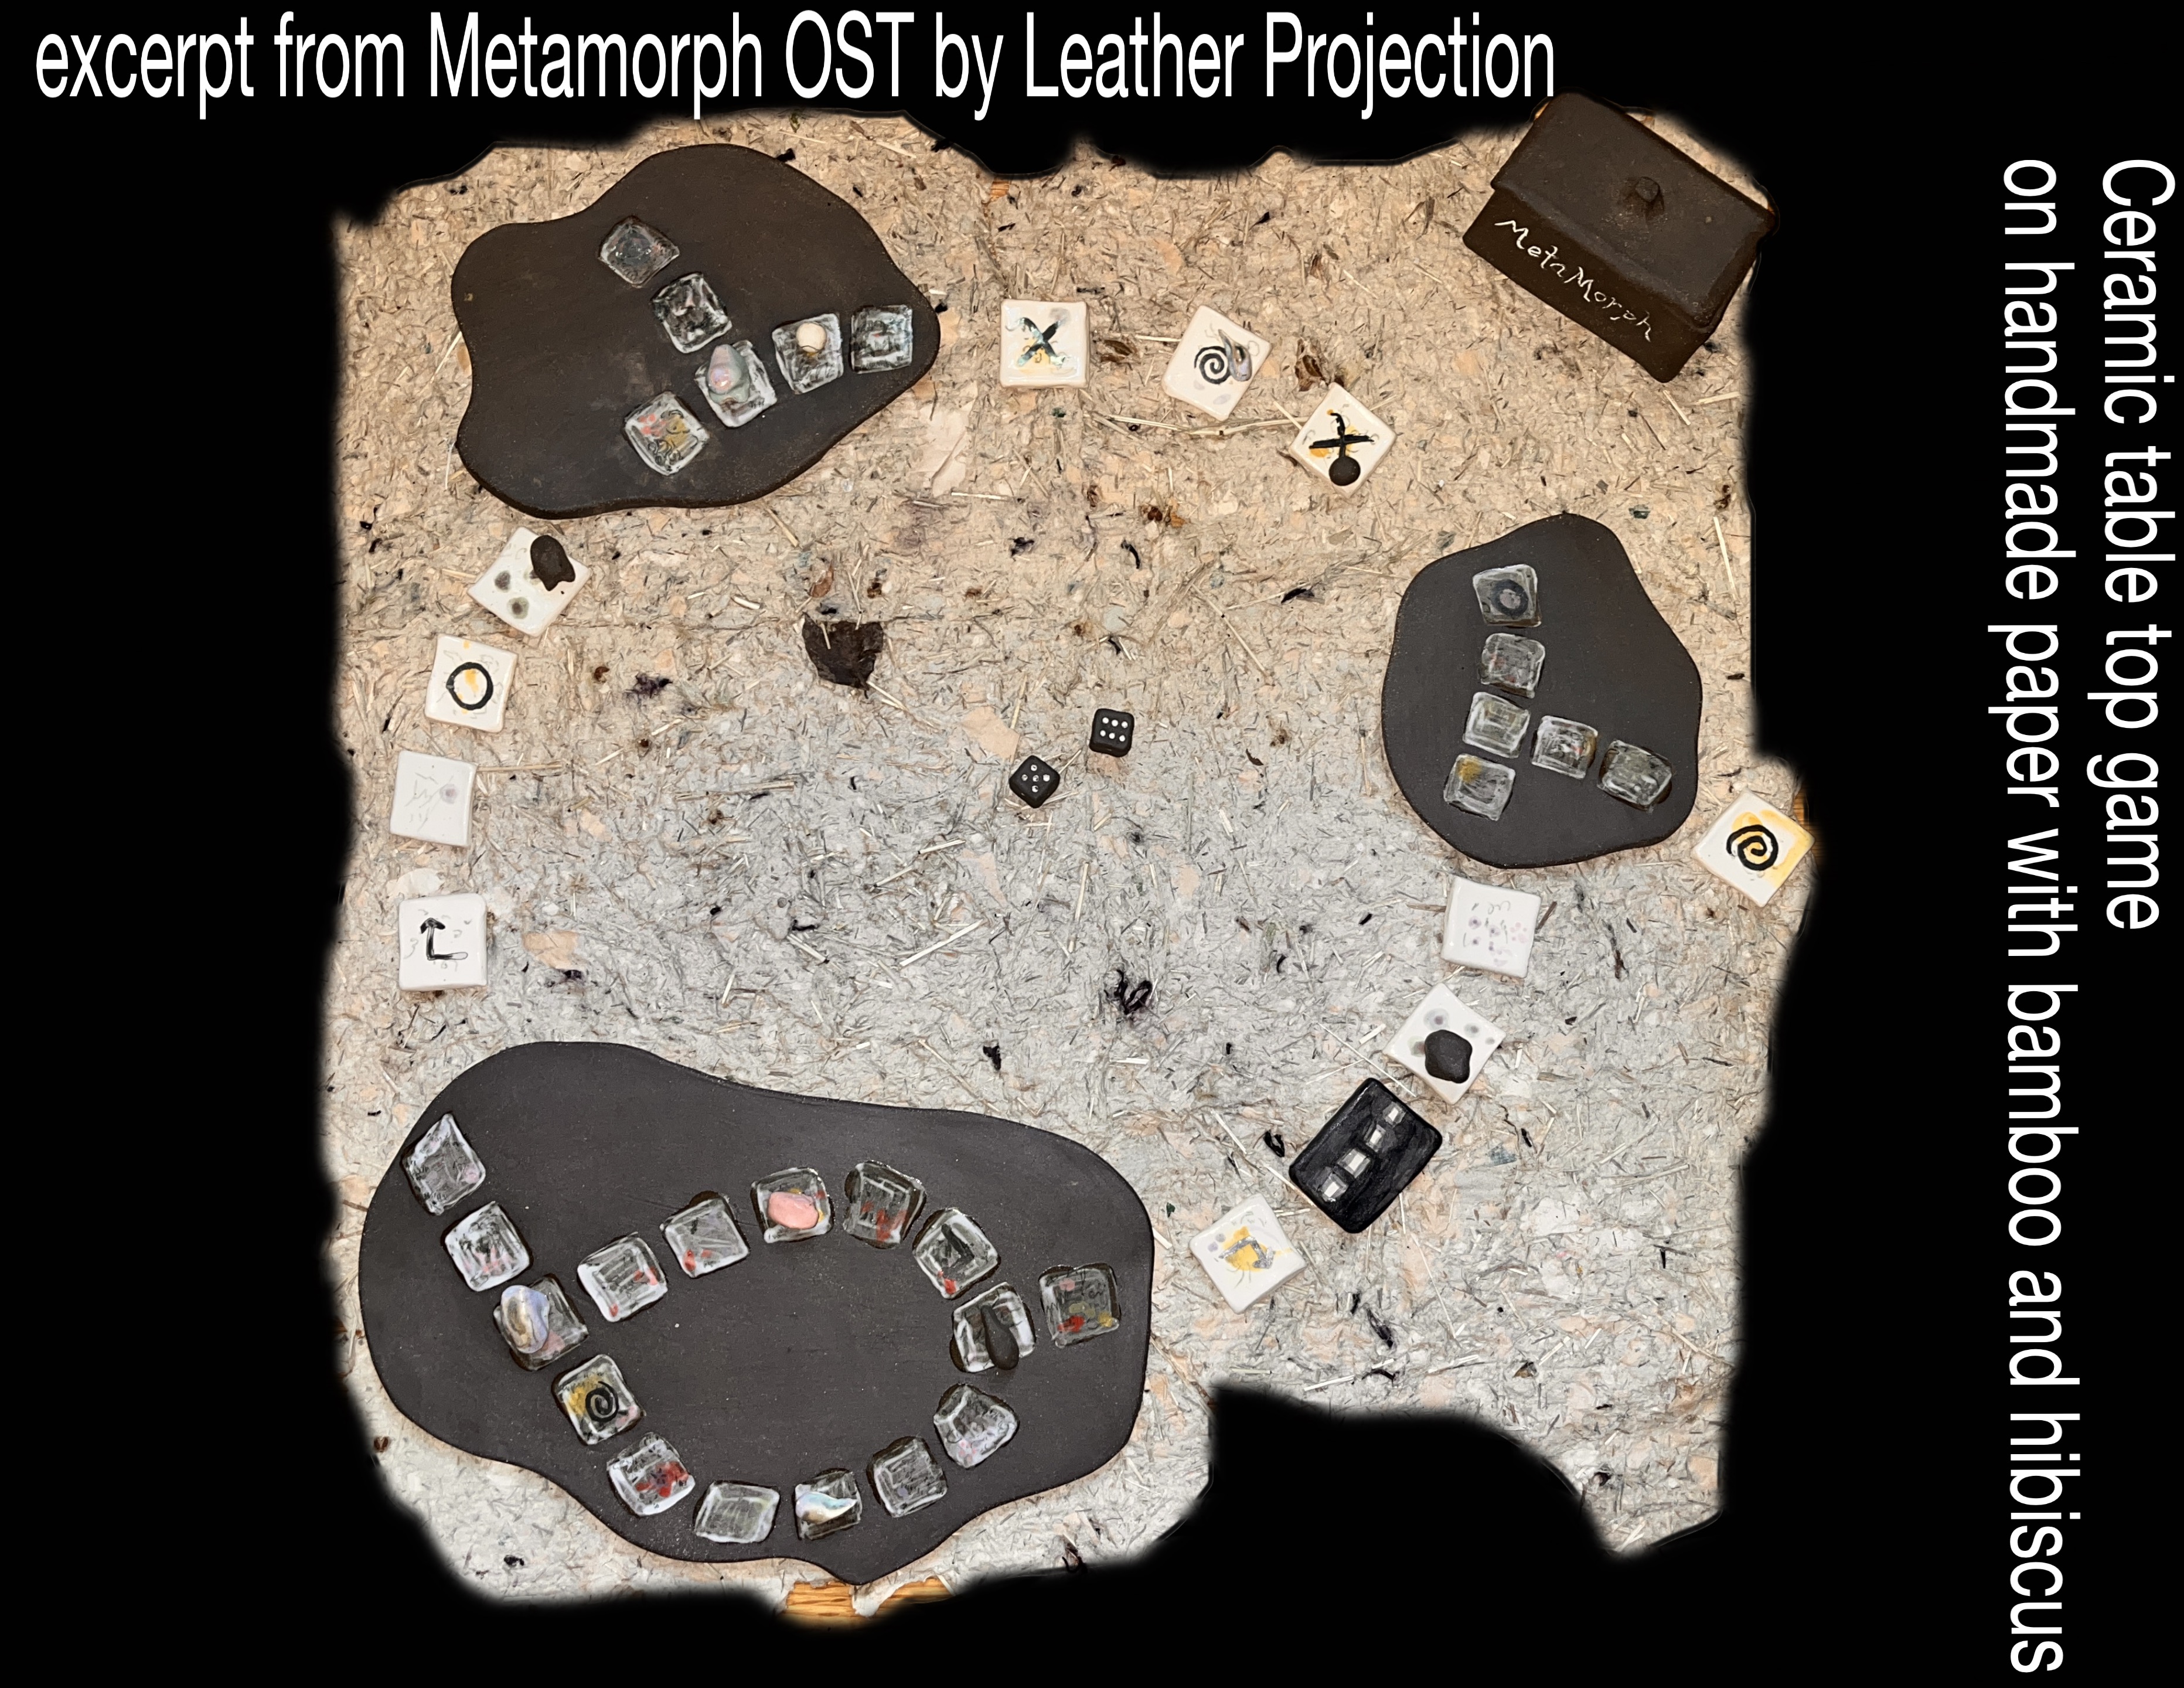 excerpt from Metamorph OST by Leather Projection
MetaMorph
Ceramic table top game
on handmade paper with bamboo and hibiscus